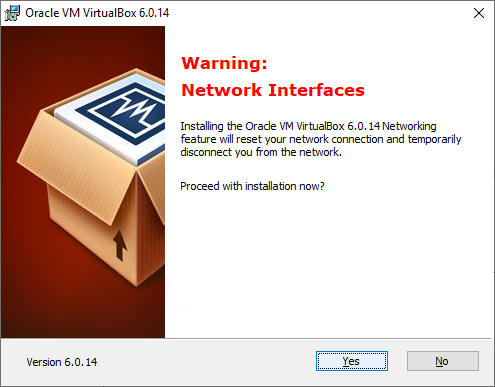 Oracle VM VirtualBox 6.0.14
Warning:
Network Interfaces
Installing the Oracle VM VirtualBox 6.0.14 Networking
feature will reset your network connection and temporarily
disconnect you from the network.
Proceed with installation now?
Version 6.0.14
Yes
No